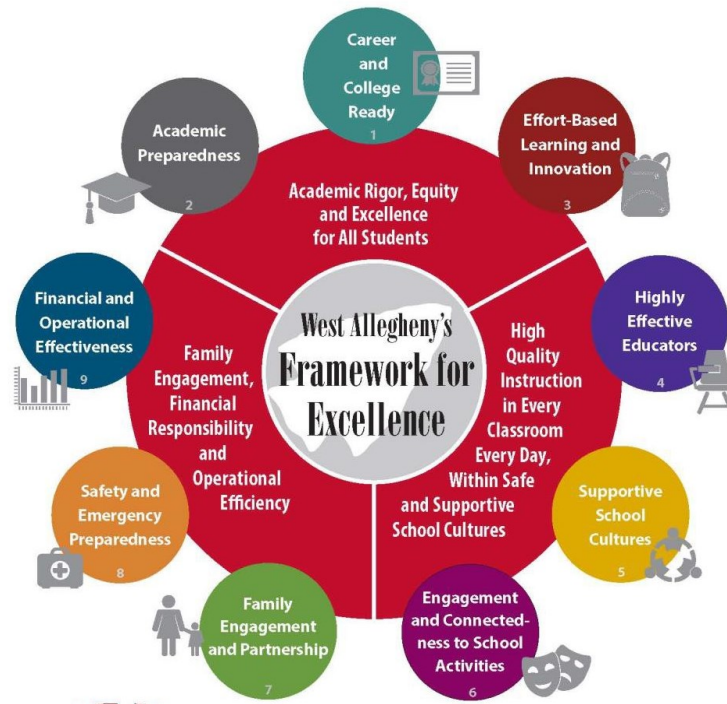 West Allegheny's
Framework for
Excellence
Academic Rigor, Equity
and Excellence
for All Students
High
Quality
Instruction
in Every
Classroom
Every Day,
Within Safe
and Supportive
School Cultures
Family
Engagement,
Financial
Responsibility
and
Operational
Efficiency
Career
and
College
Ready
1
Academic
Preparedness
2
Effort-Based
Learning and
Innovation
3
Highly
Effective
Educators
4
Supportive
School
Cultures
5
Engagement
and Connected-
ness to School
Activities
6
Family
Engagement
and Partnership
7
Safety and
Emergency
Preparedness
8
Financial and
Operational
Effectiveness
9